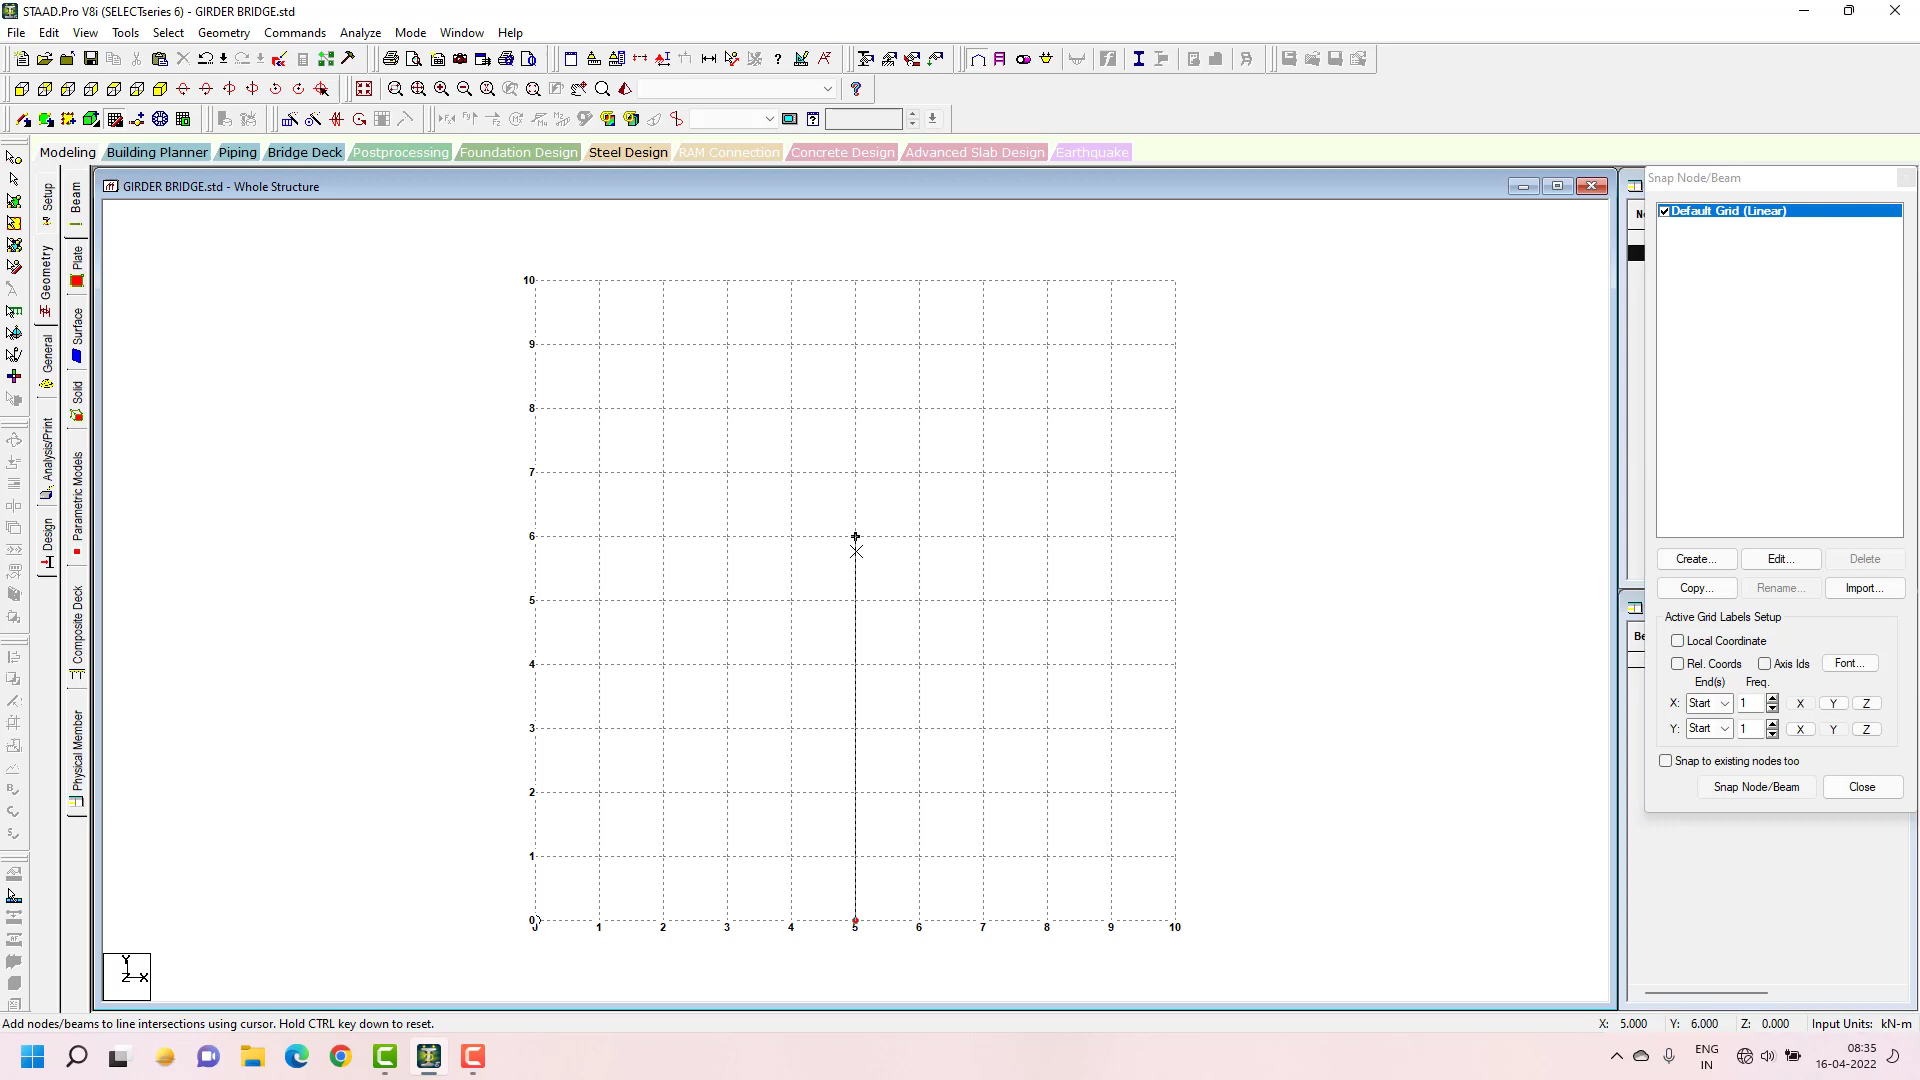 STAAD.Pro V8i (SELECTseries 6) - GIRDER BRIDGE.std
File Edit View Tools Select Geometry Commands Analyze Mode Window Help
Modeling Building Planner Piping Bridge Deck Postprocessing Foundation Design Steel Design RAM Connection Concrete Design Advanced Slab Design Earthquake
Setup
Geometry
General
Analysis/Print
Design
Beam
Plate
Surface
Solid
Parametric Models
Composite Deck
Physical Member
GIRDER BRIDGE.std - Whole Structure
10
9
8
7
6
5
4
3
2
1
0
1 2 3 4 5 6 7 8 9 10
Y
Z X
Snap Node/Beam
Default Grid (Linear)
Create... Edit... Delete
Copy... Rename... Import...
Active Grid Labels Setup
Local Coordinate
Rel. Coords Axis Ids Font...
End(s) Freq.
X: Start 1 X Y Z
Y: Start 1 X Y Z
Snap to existing nodes too
Snap Node/Beam Close
Add nodes/beams to line intersections using cursor. Hold CTRL key down to reset.
X: 5.000 Y: 6.000 Z: 0.000 Input Units: kN-m
ENG
IN
08:35
16-04-2022